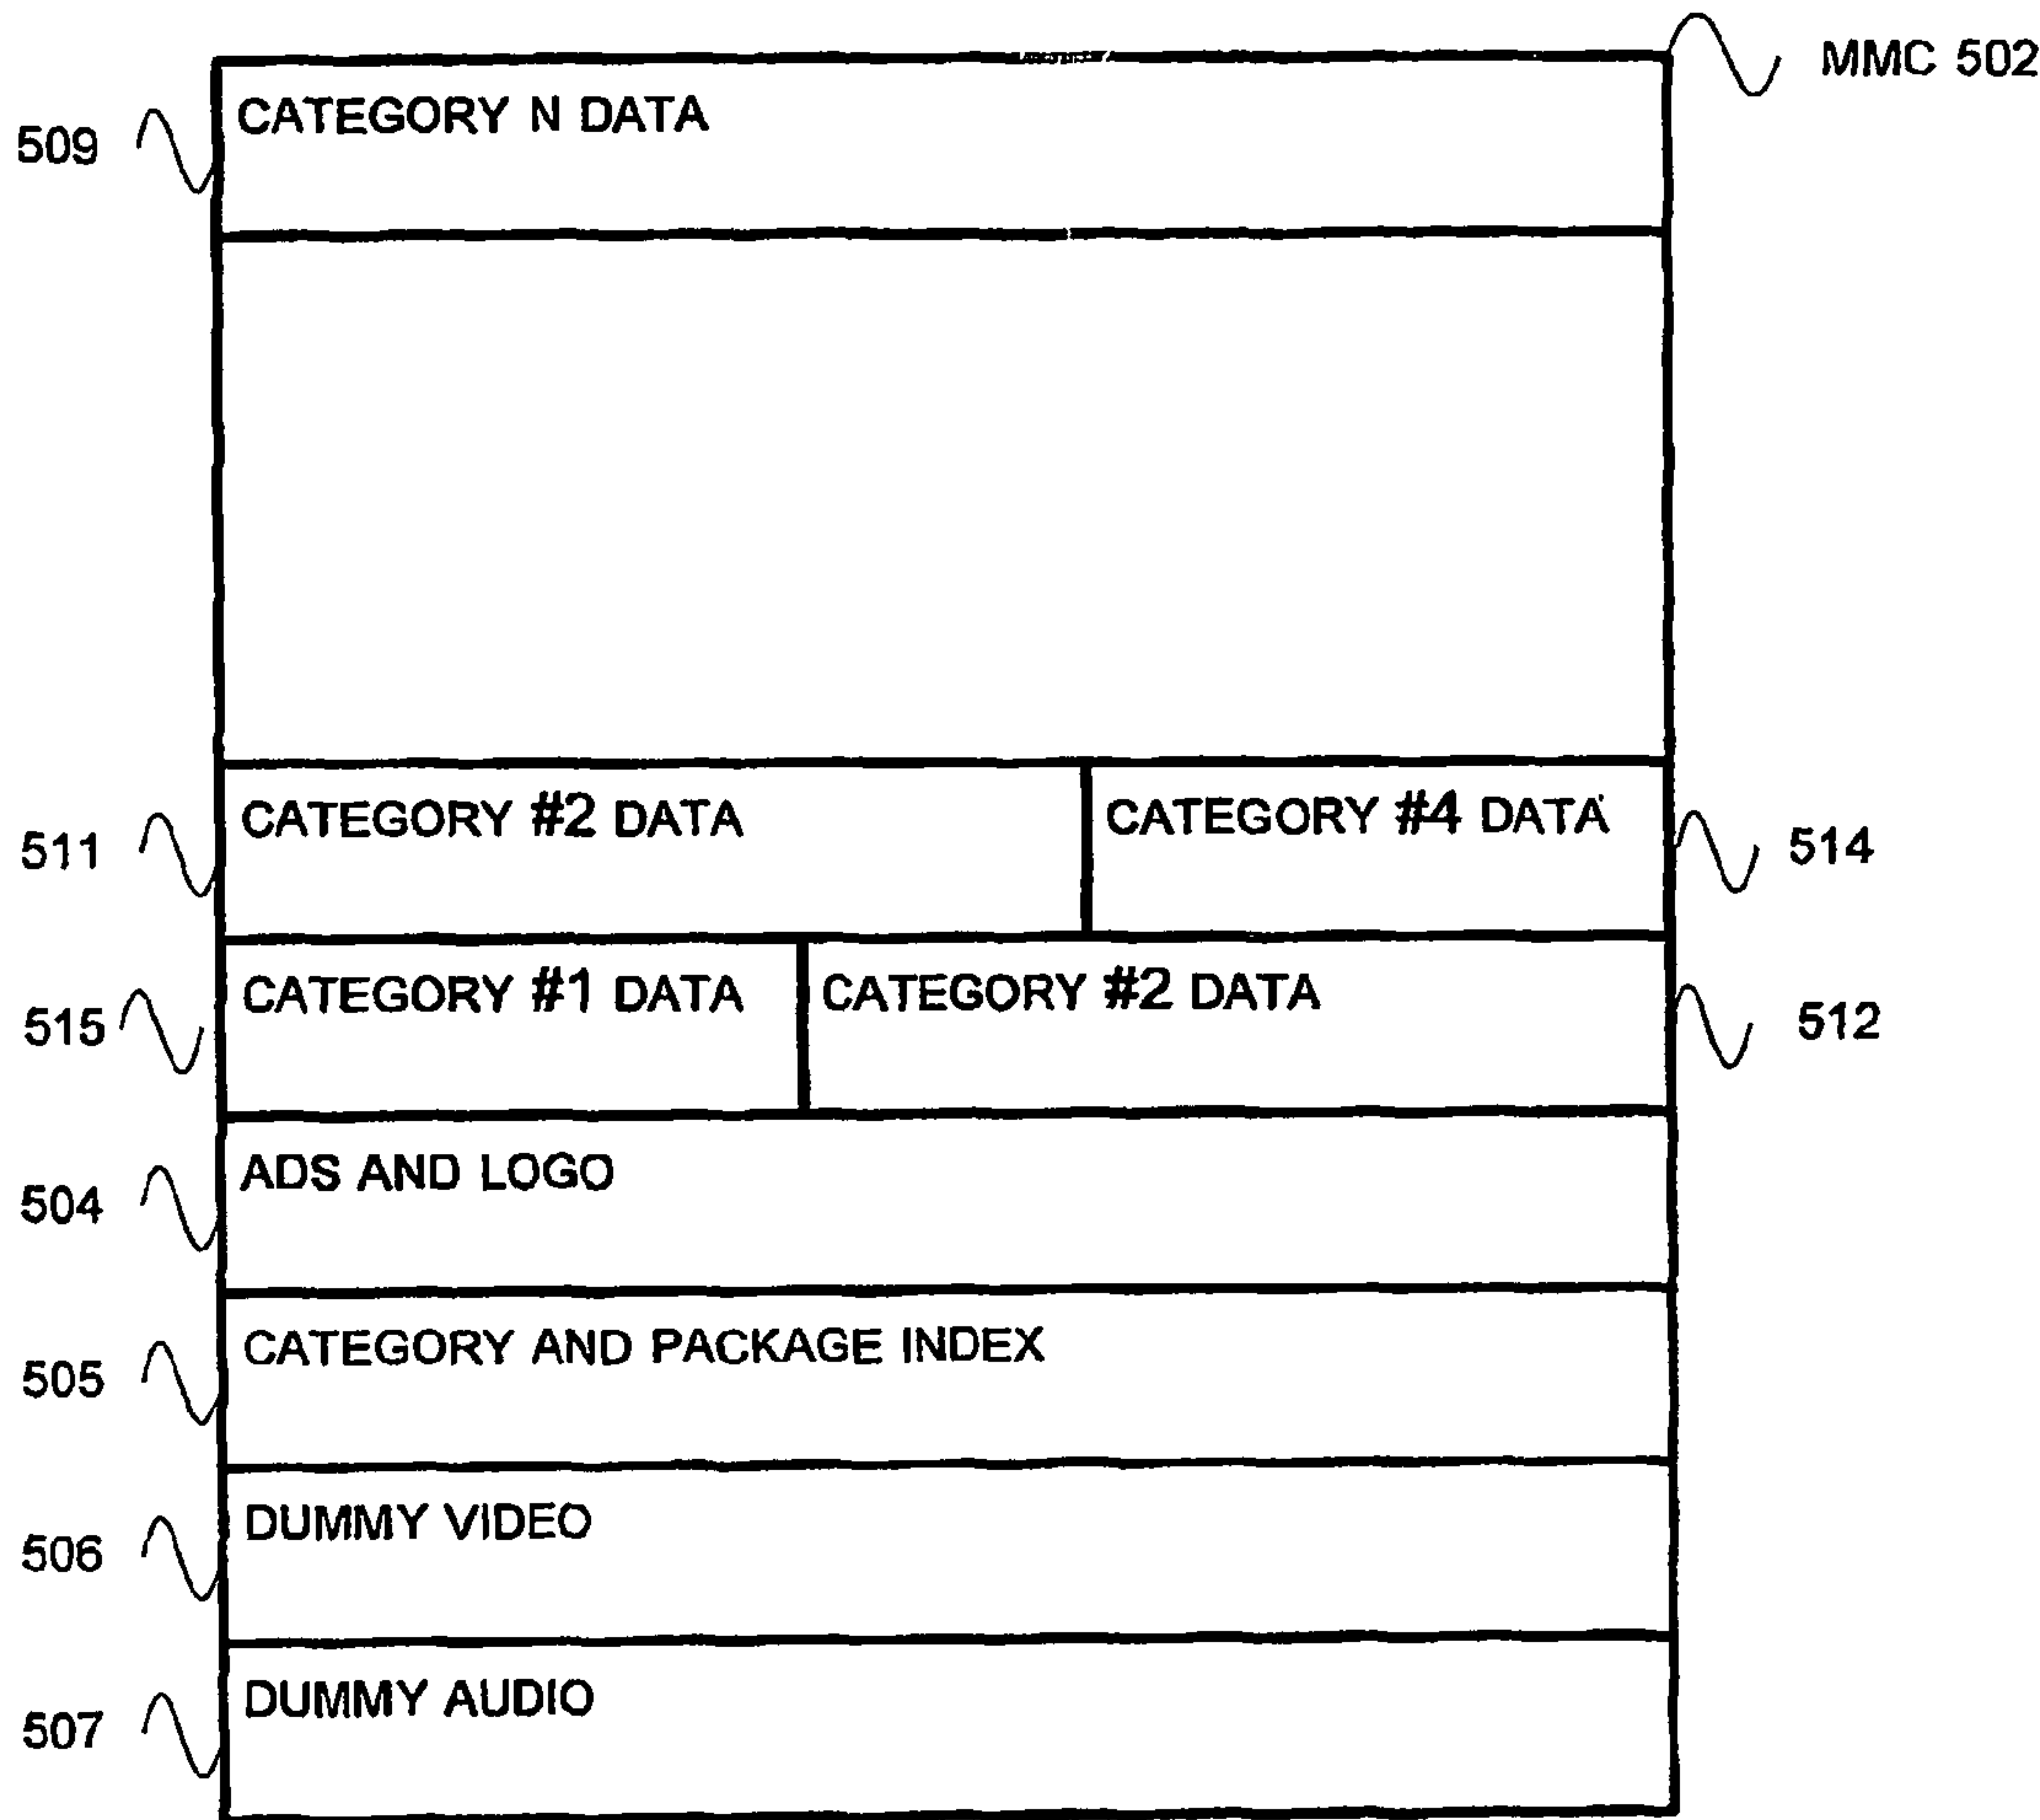 MMC 502
509 CATEGORY N DATA
511 CATEGORY #2 DATA CATEGORY #4 DATA 514
515 CATEGORY #1 DATA CATEGORY #2 DATA 512
504 ADS AND LOGO
505 CATEGORY AND PACKAGE INDEX
506 DUMMY VIDEO
507 DUMMY AUDIO